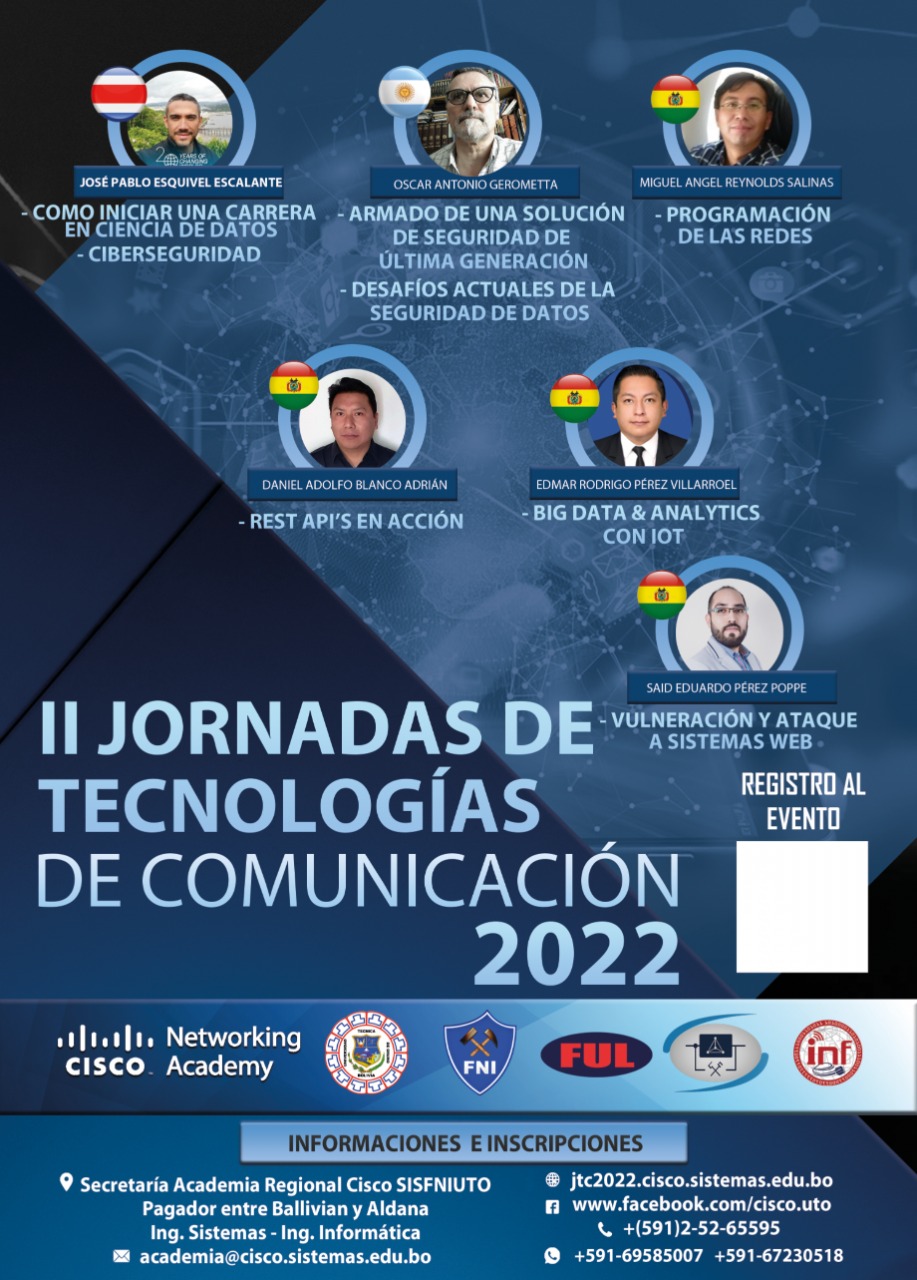 JOSÉ PABLO ESQUIVEL ESCALANTE
- COMO INICIAR UNA CARRERA
EN CIENCIA DE DATOS
- CIBERSEGURIDAD
OSCAR ANTONIO GEROMETTA
- ARMADO DE UNA SOLUCIÓN
DE SEGURIDAD DE
ÚLTIMA GENERACIÓN
- DESAFÍOS ACTUALES DE LA
SEGURIDAD DE DATOS
MIGUEL ANGEL REYNOLDS SALINAS
- PROGRAMACIÓN
DE LAS REDES
DANIEL ADOLFO BLANCO ADRIÁN
- REST API’S EN ACCIÓN
EDMAR RODRIGO PÉREZ VILLARROEL
- BIG DATA & ANALYTICS
CON IOT
SAID EDUARDO PÉREZ POPPE
- VULNERACIÓN Y ATAQUE
A SISTEMAS WEB
II JORNADAS DE
TECNOLOGÍAS
DE COMUNICACIÓN
2022
REGISTRO AL
EVENTO
CISCO
Networking
Academy
FNI
FUL
inf
INFORMACIONES E INSCRIPCIONES
Secretaría Academia Regional Cisco SISFNIUTO
Pagador entre Ballivian y Aldana
Ing. Sistemas - Ing. Informática
academia@cisco.sistemas.edu.bo
jtc2022.cisco.sistemas.edu.bo
www.facebook.com/cisco.uto
+(591)2-52-65595
+591-69585007 +591-67230518